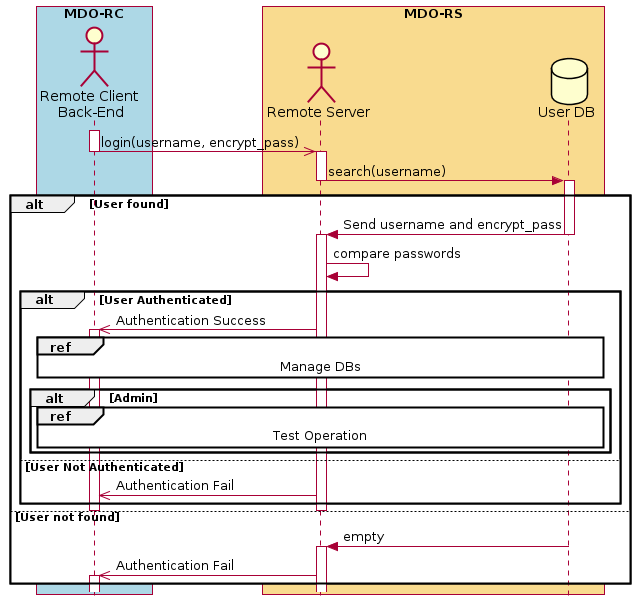 MDO-RC
MDO-RS
Remote Client
Back-End
Remote Server
User DB
login(username, encrypt_pass)
search(username)
alt
[User found]
Send username and encrypt_pass
compare passwords
alt
[User Authenticated]
Authentication Success
ref
Manage DBs
alt
[Admin]
ref
Test Operation
[User Not Authenticated]
Authentication Fail
[User not found]
empty
Authentication Fail